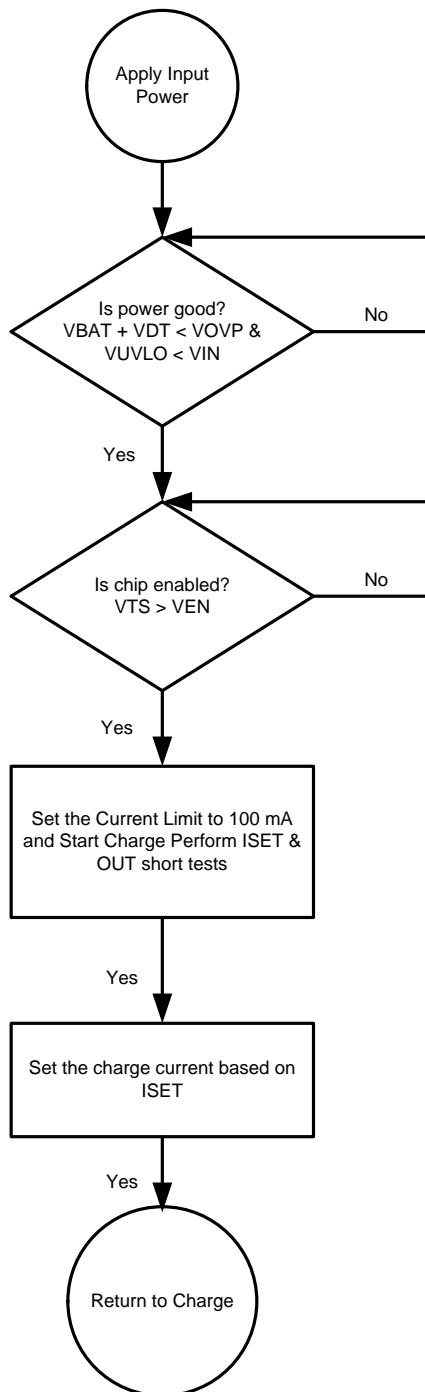 Apply Input
Power
Is power good?
VBAT + VDT < VOVP &
VUVLO < VIN
No
Yes
Is chip enabled?
VTS > VEN
No
Yes
Set the Current Limit to 100 mA
and Start Charge Perform ISET &
OUT short tests
Yes
Set the charge current based on
ISET
Yes
Return to Charge